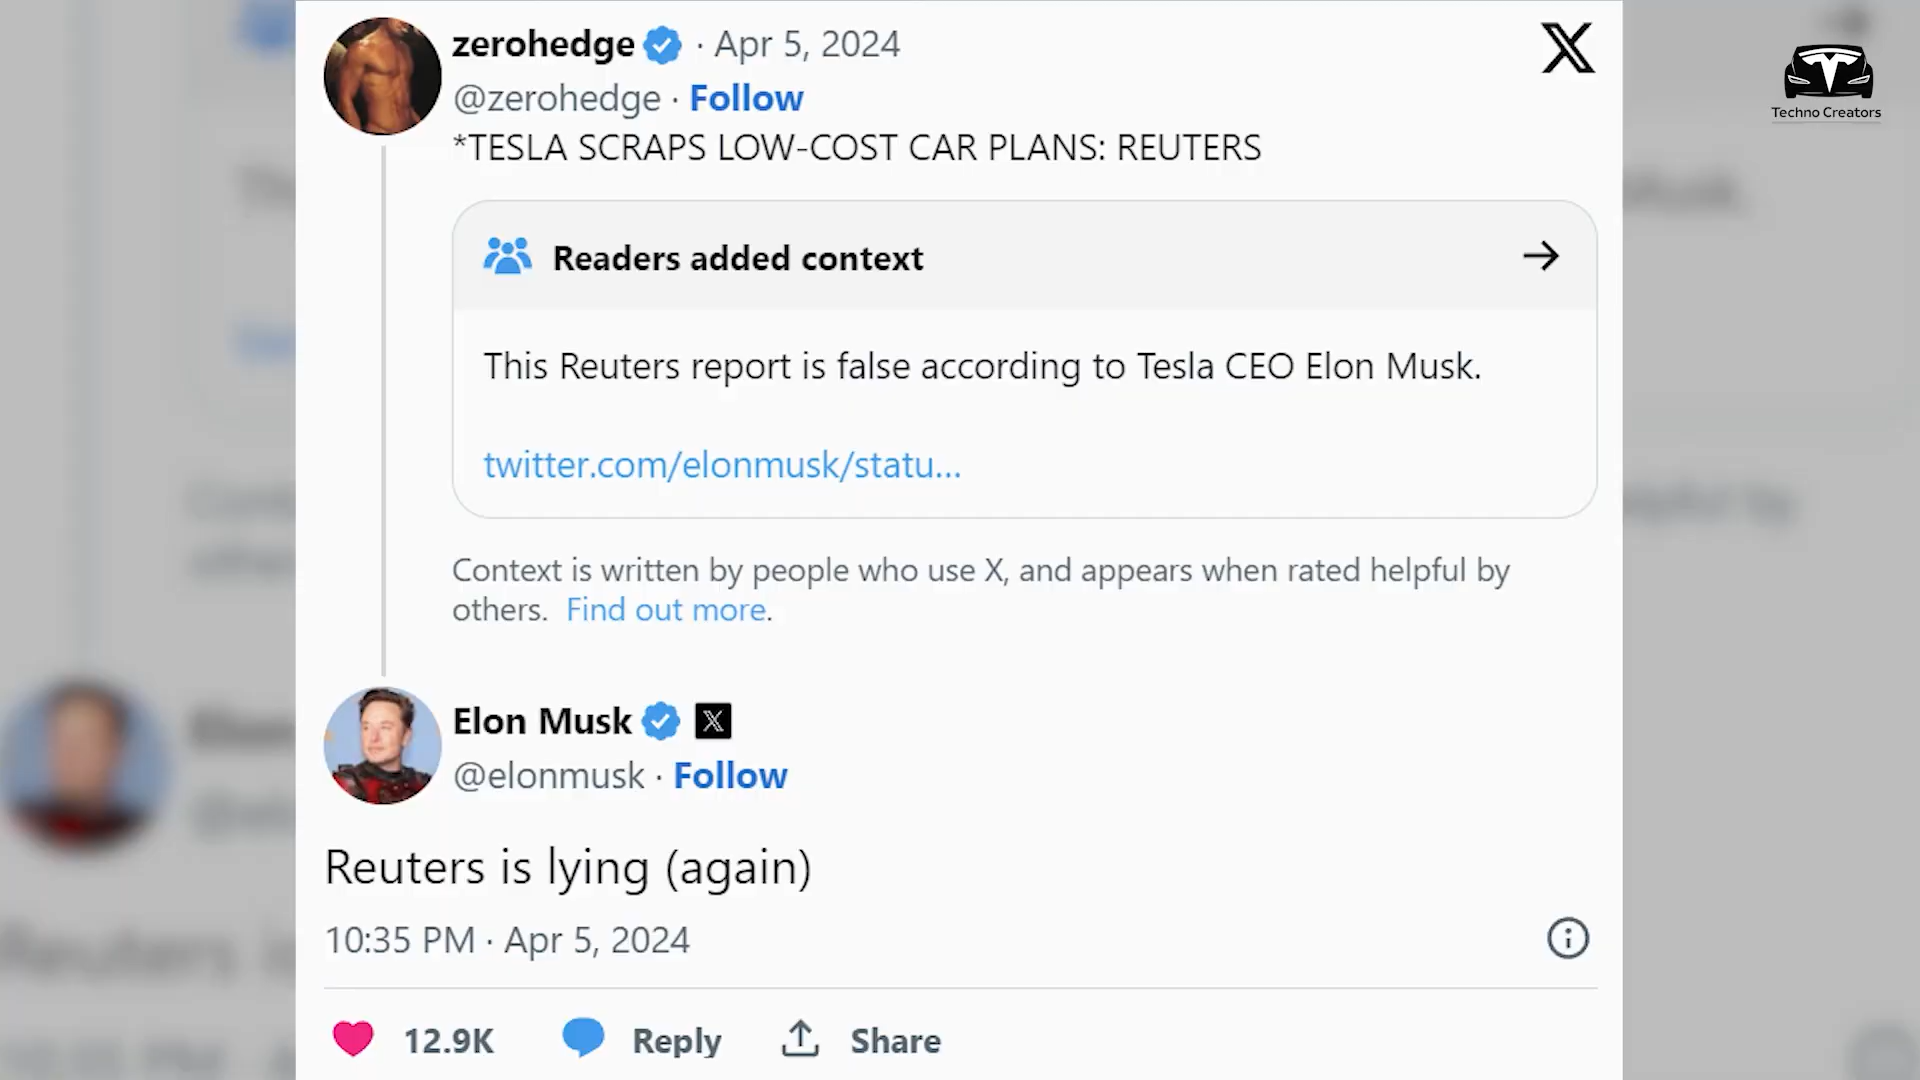 zerohedge · Apr 5, 2024
@zerohedge · Follow
*TESLA SCRAPS LOW-COST CAR PLANS: REUTERS
Readers added context
This Reuters report is false according to Tesla CEO Elon Musk.
twitter.com/elonmusk/statu...
Context is written by people who use X, and appears when rated helpful by
others. Find out more.
Elon Musk
@elonmusk · Follow
Reuters is lying (again)
10:35 PM · Apr 5, 2024
12.9K Reply Share
Techno Creators